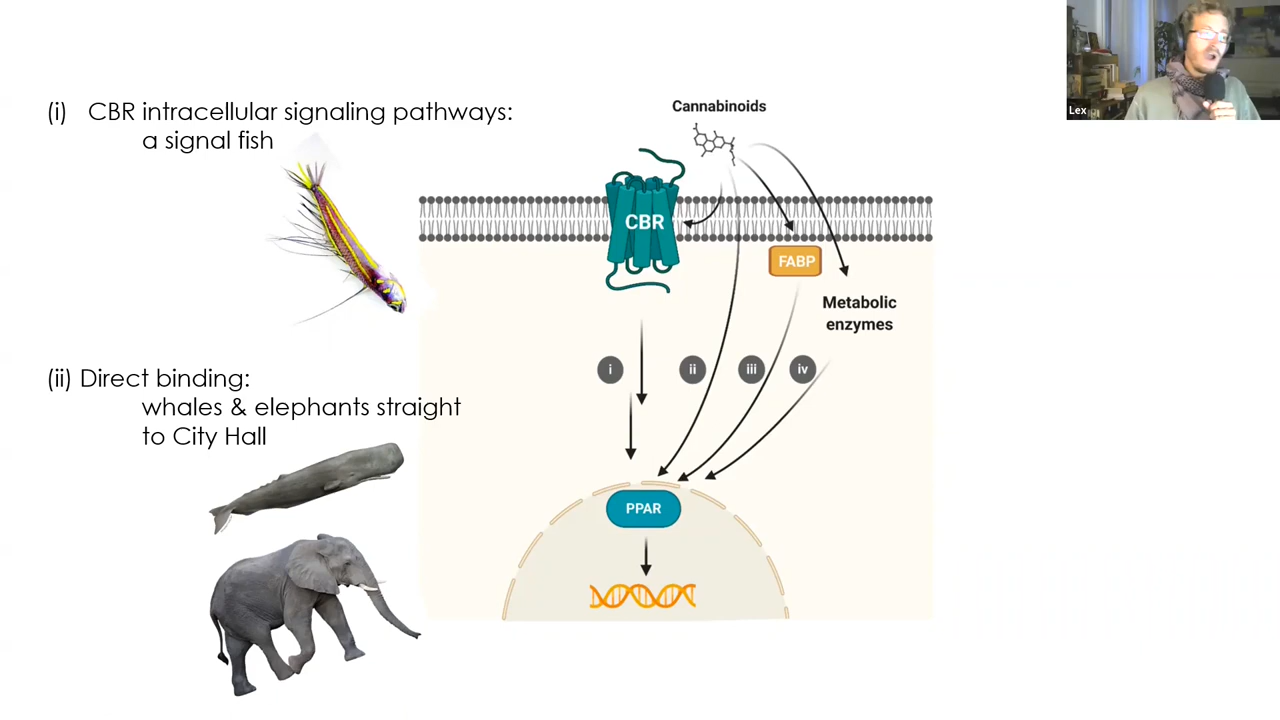 (i) CBR intracellular signaling pathways:
a signal fish
(ii) Direct binding:
whales & elephants straight
to City Hall
Cannabinoids
CBR
FABP
Metabolic
enzymes
i
ii
iii
iv
PPAR
Lex